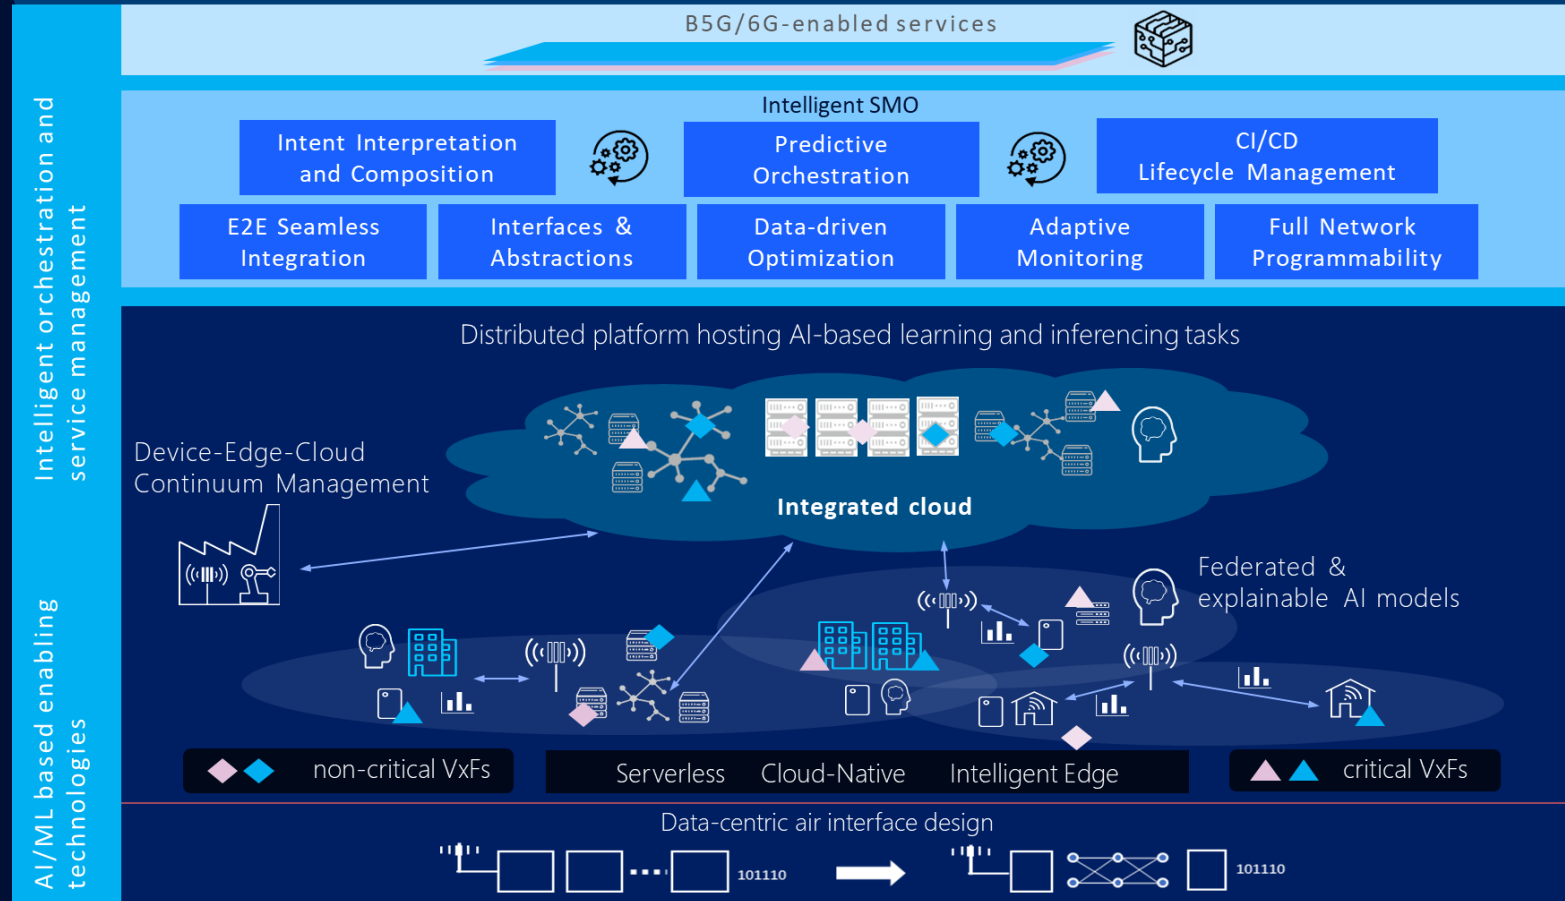 B5G/6G-enabled services
Intelligent SMO
Intent Interpretation
and Composition
Predictive
Orchestration
CI/CD
Lifecycle Management
E2E Seamless
Integration
Interfaces &
Abstractions
Data-driven
Optimization
Adaptive
Monitoring
Full Network
Programmability
Intelligent orchestration and
service management
Distributed platform hosting AI-based learning and inferencing tasks
Device-Edge-Cloud
Continuum Management
Integrated cloud
Federated &
explainable AI models
AI/ML based enabling
technologies
non-critical VxFs
Serverless Cloud-Native Intelligent Edge
critical VxFs
Data-centric air interface design
101110
101110